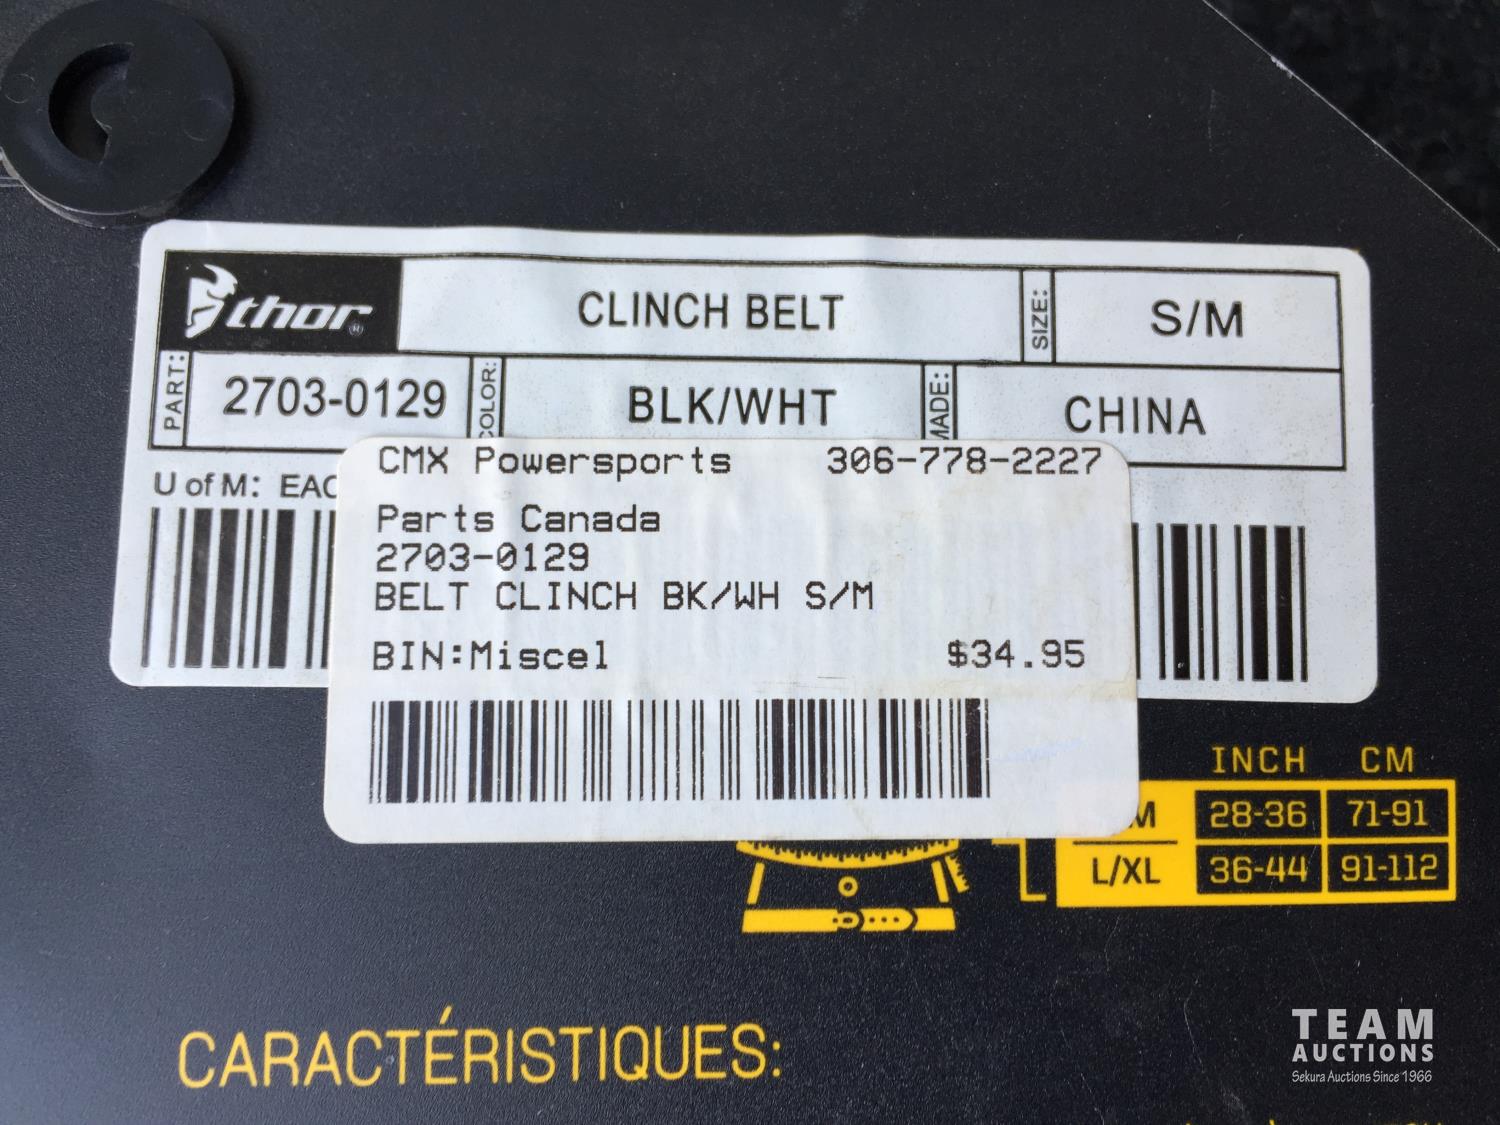 thor CLINCH BELT SIZE: S/M
PART: 2703-0129 COLOR: BLK/WHT MADE: CHINA
U of M: EAC
CMX Powersports 306-778-2227
Parts Canada
2703-0129
BELT CLINCH BK/WH S/M
BIN:Miscel $34.95
INCH CM
M 28-36 71-91
L/XL 36-44 91-112
CARACTÉRISTIQUES:
TEAM
AUCTIONS
Sekura Auctions Since 1966